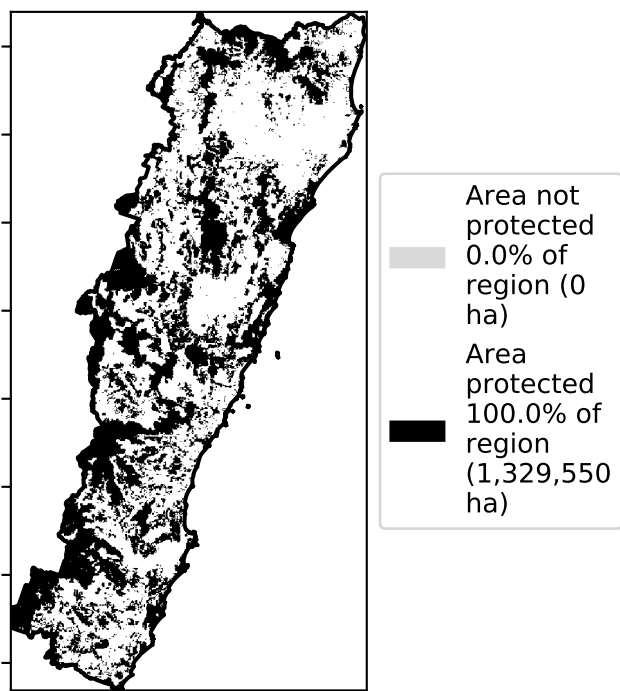 Area not
protected
0.0% of
region (0
ha)
Area
protected
100.0% of
region
(1,329,550
ha)